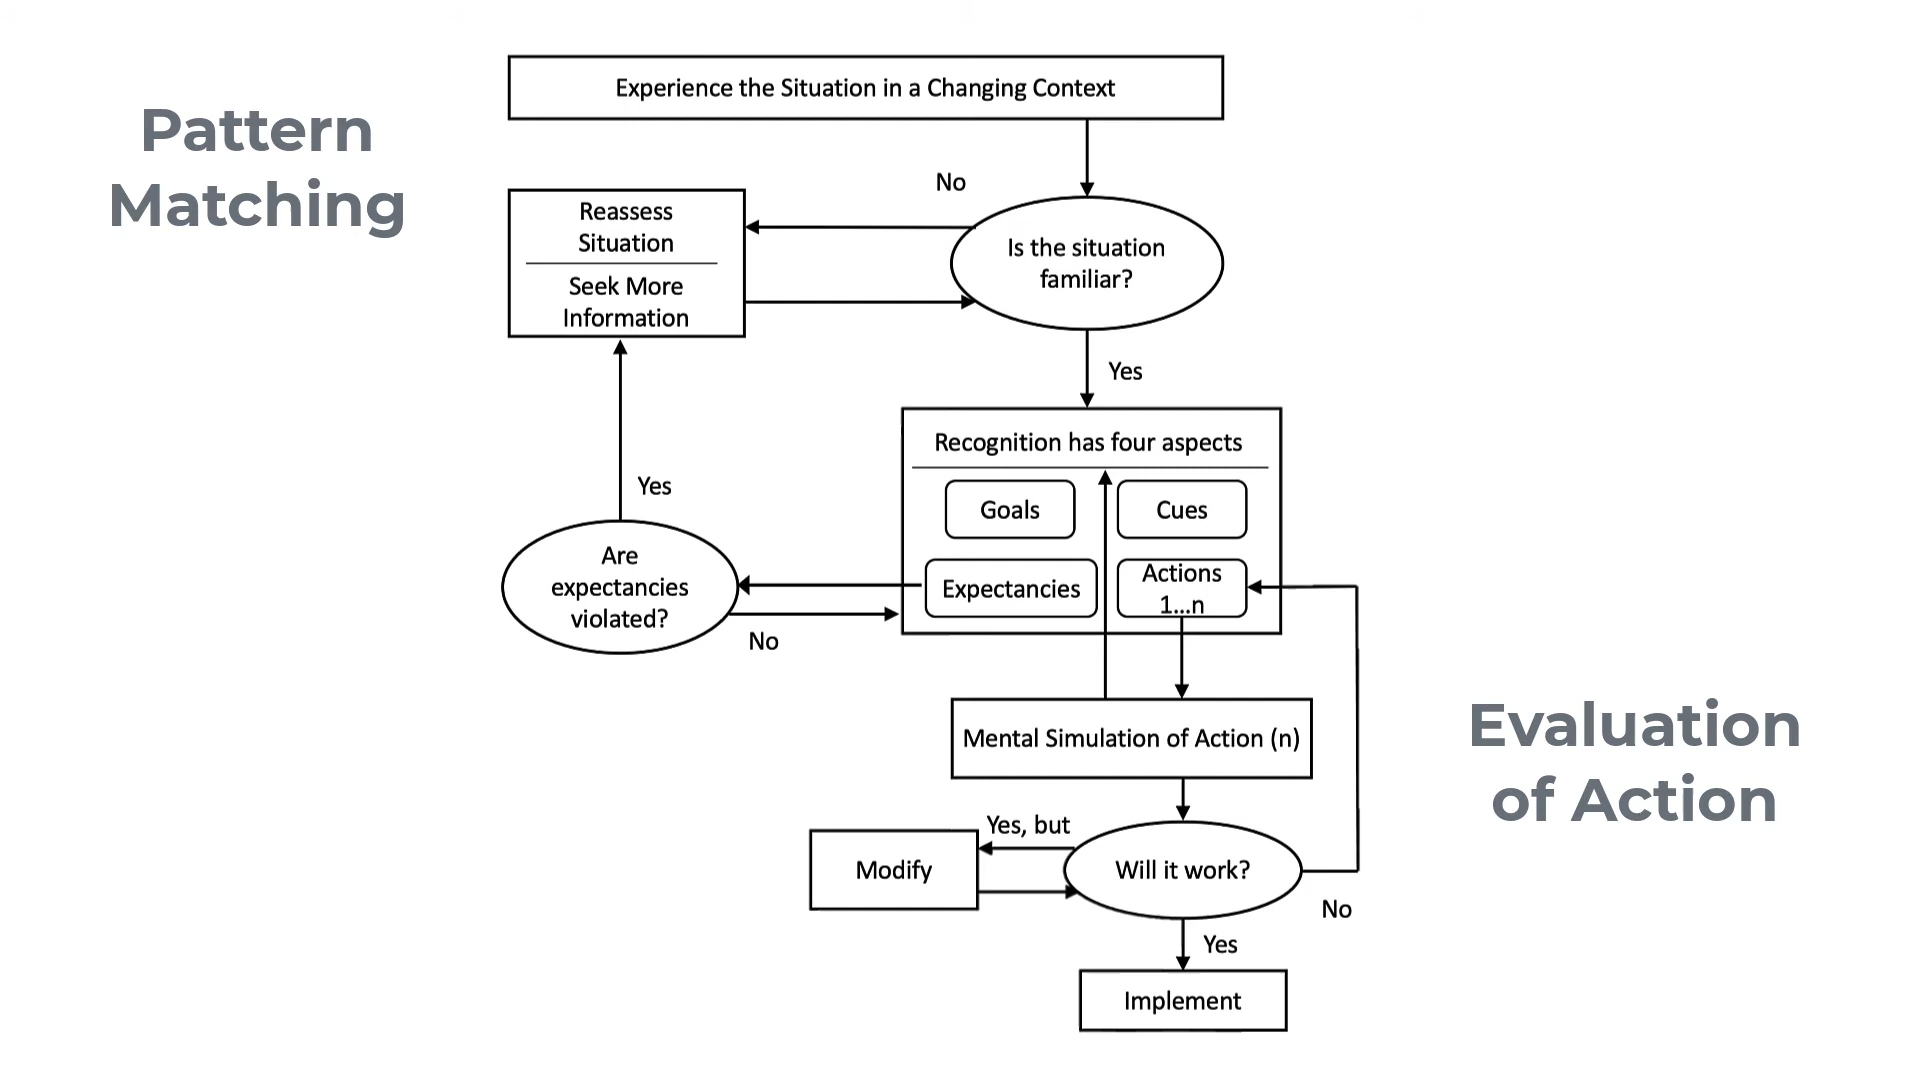 Experience the Situation in a Changing Context
Pattern
Matching
No
Reassess
Situation
Seek More
Information
Is the situation
familiar?
Yes
Recognition has four aspects
Goals
Cues
Expectancies
Actions
1...n
Yes
Are
expectancies
violated?
No
Mental Simulation of Action (n)
Evaluation
of Action
Yes, but
Modify
Will it work?
No
Yes
Implement